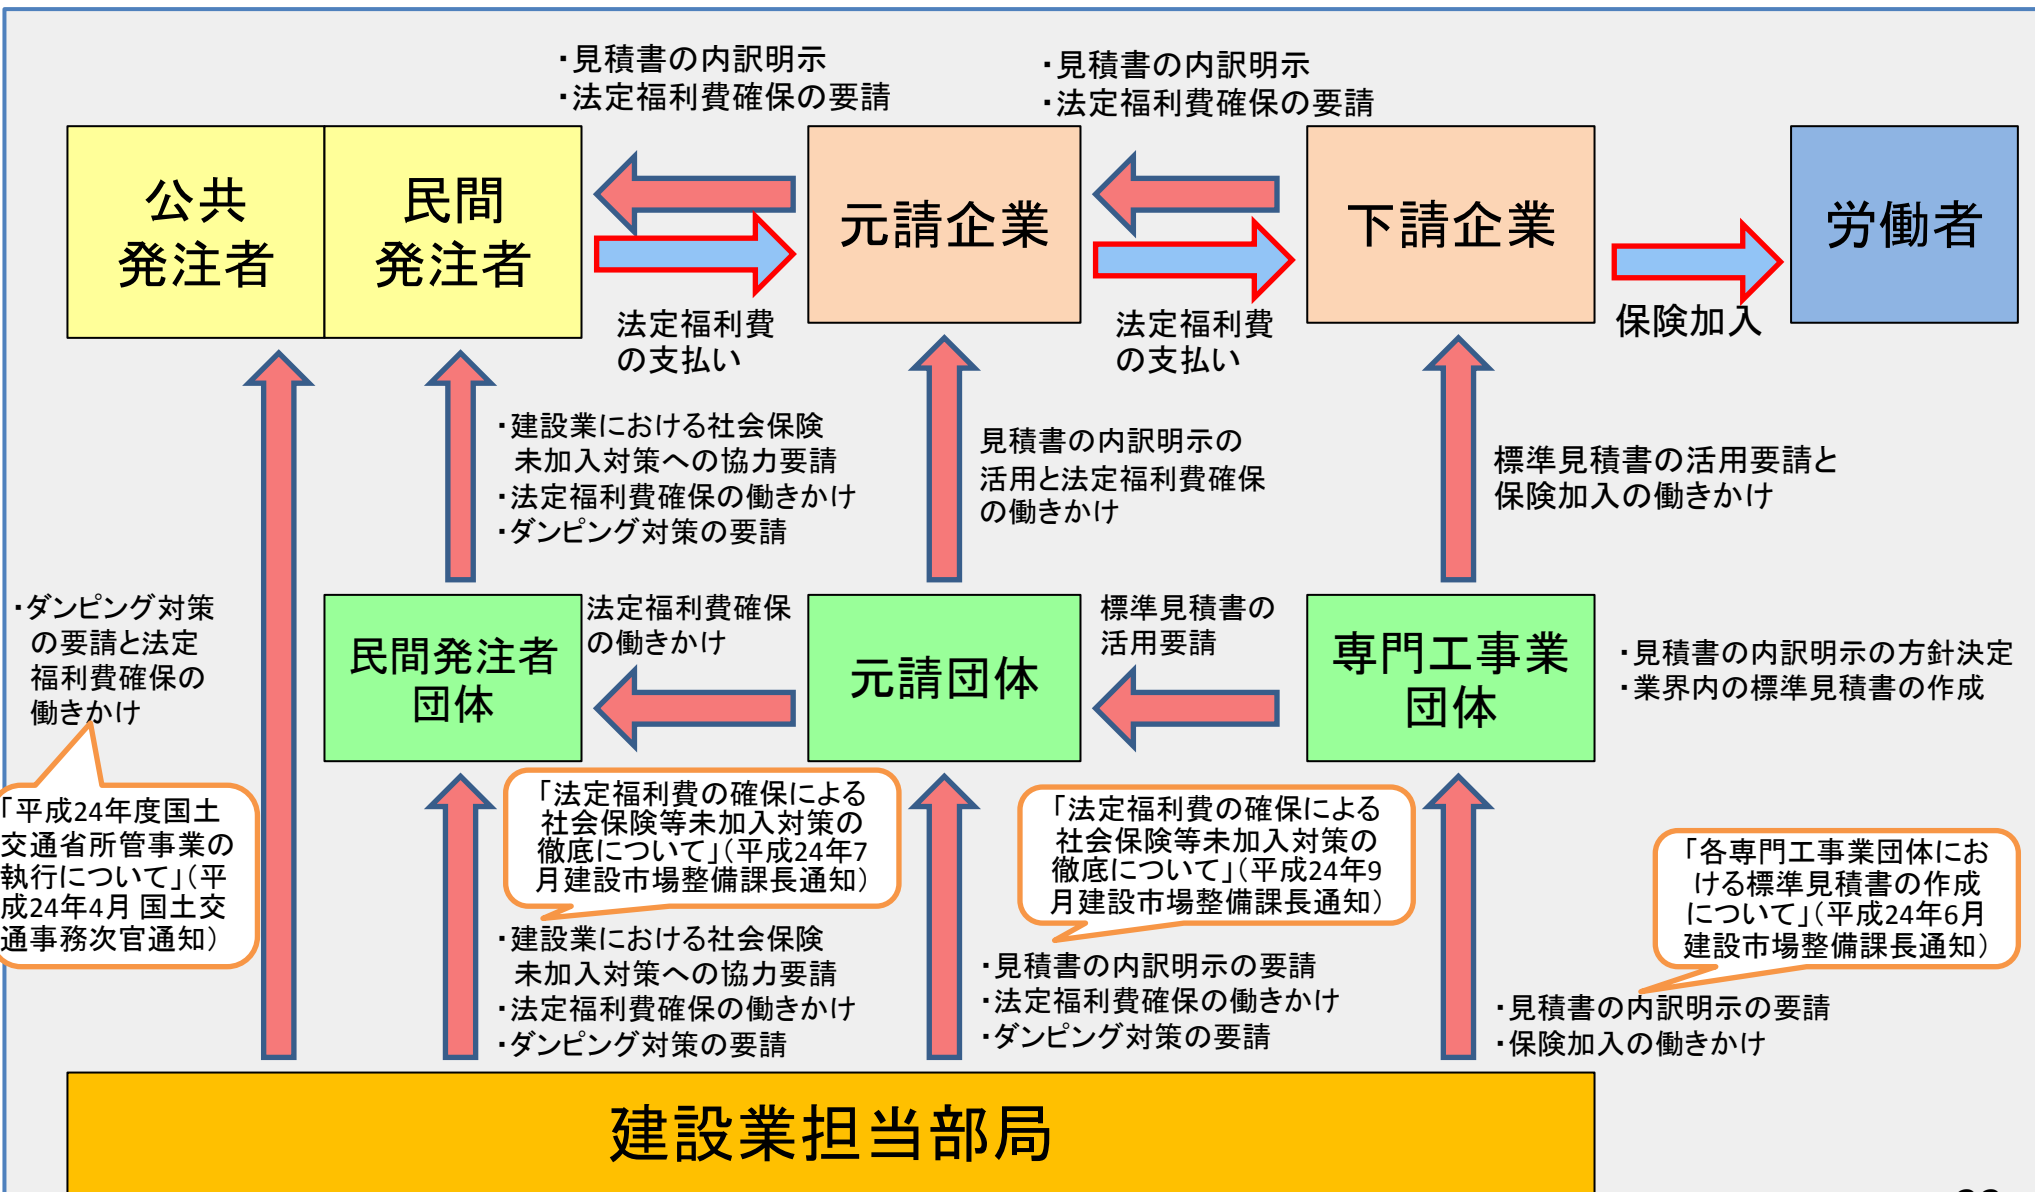 ・見積書の内訳明示
・法定福利費確保の要請
・見積書の内訳明示
・法定福利費確保の要請
公共
発注者
民間
発注者
元請企業
下請企業
労働者
法定福利費
の支払い
法定福利費
の支払い
保険加入
・建設業における社会保険
未加入対策への協力要請
・法定福利費確保の働きかけ
・ダンピング対策の要請
見積書の内訳明示の
活用と法定福利費確保
の働きかけ
標準見積書の活用要請と
保険加入の働きかけ
・ダンピング対策
の要請と法定
福利費確保の
働きかけ
民間発注者
団体
法定福利費確保
の働きかけ
元請団体
標準見積書の
活用要請
専門工事業
団体
・見積書の内訳明示の方針決定
・業界内の標準見積書の作成
「平成24年度国土
交通省所管事業の
執行について」(平
成24年4月 国土交
通事務次官通知)
「法定福利費の確保による
社会保険等未加入対策の
徹底について」(平成24年7
月建設市場整備課長通知)
「法定福利費の確保による
社会保険等未加入対策の
徹底について」(平成24年9
月建設市場整備課長通知)
「各専門工事業団体にお
ける標準見積書の作成
について」(平成24年6月
建設市場整備課長通知)
・建設業における社会保険
未加入対策への協力要請
・法定福利費確保の働きかけ
・ダンピング対策の要請
・見積書の内訳明示の要請
・法定福利費確保の働きかけ
・ダンピング対策の要請
・見積書の内訳明示の要請
・保険加入の働きかけ
建設業担当部局